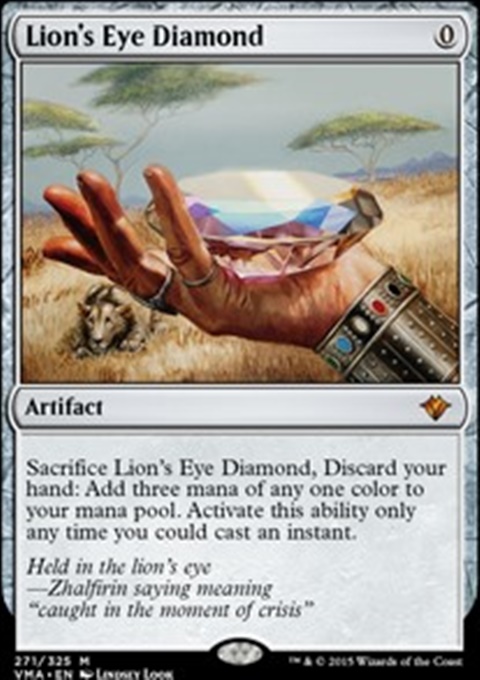 Lion's Eye Diamond 0
Artifact
Sacrifice Lion's Eye Diamond, Discard your
hand: Add three mana of any one color to
your mana pool. Activate this ability only
any time you could cast an instant.
Held in the lion's eye
—Zhalfirin saying meaning
"caught in the moment of crisis"
271/325 M
VMA • EN Lindsey Look
™ & © 2015 Wizards of the Coast